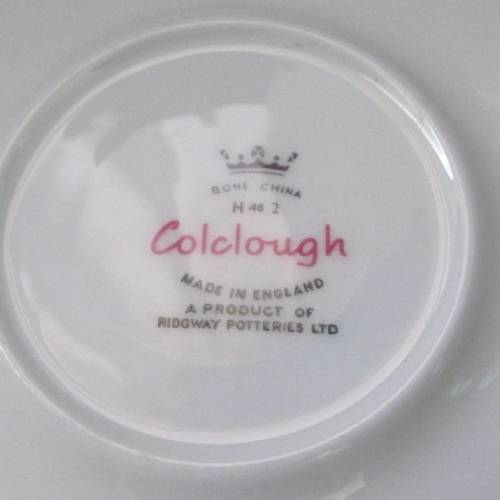 BONE CHINA
H 46 2
Colclough
MADE IN ENGLAND
A PRODUCT OF
RIDGWAY POTTERIES LTD